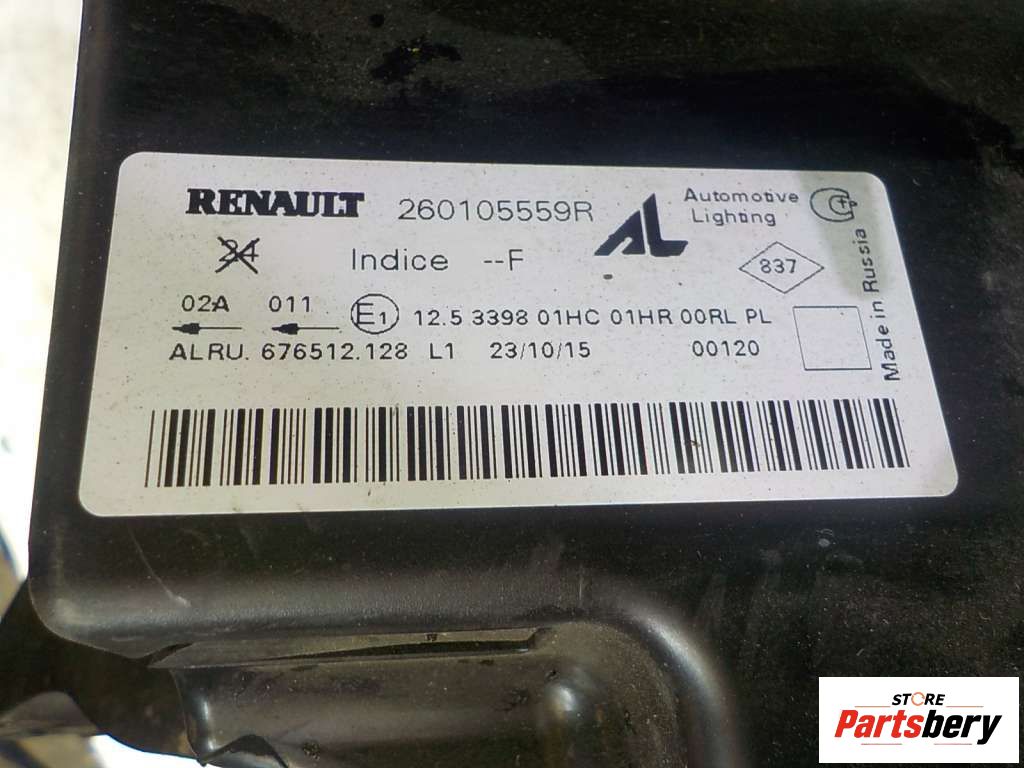 RENAULT 260105559R AL Automotive Lighting
34 Indice --F 837
02A 011 E1 12.5 3398 01HC 01HR 00RL PL
ALRU. 676512.128 L1 23/10/15 00120
Made in Russia
STORE
Partsbery